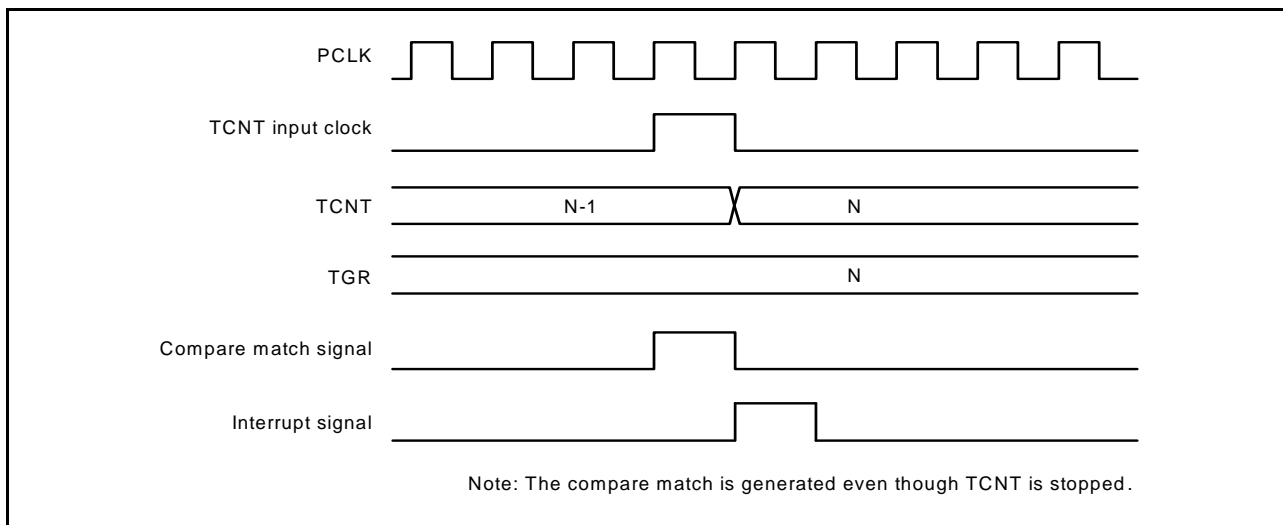 PCLK
TCNT input clock
TCNT
N-1
N
TGR
N
Compare match signal
Interrupt signal
Note: The compare match is generated even though TCNT is stopped.